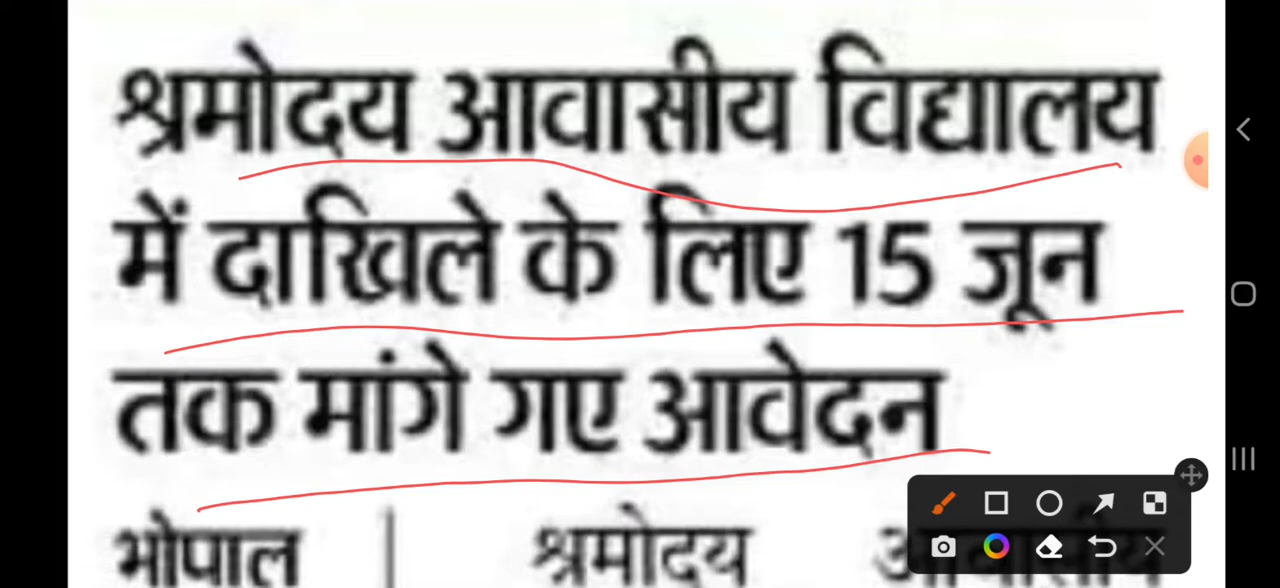 श्रमोदय आवासीय विद्यालय
में दाखिले के लिए 15 जून
तक मांगे गए आवेदन
भोपाल | श्रमोदय